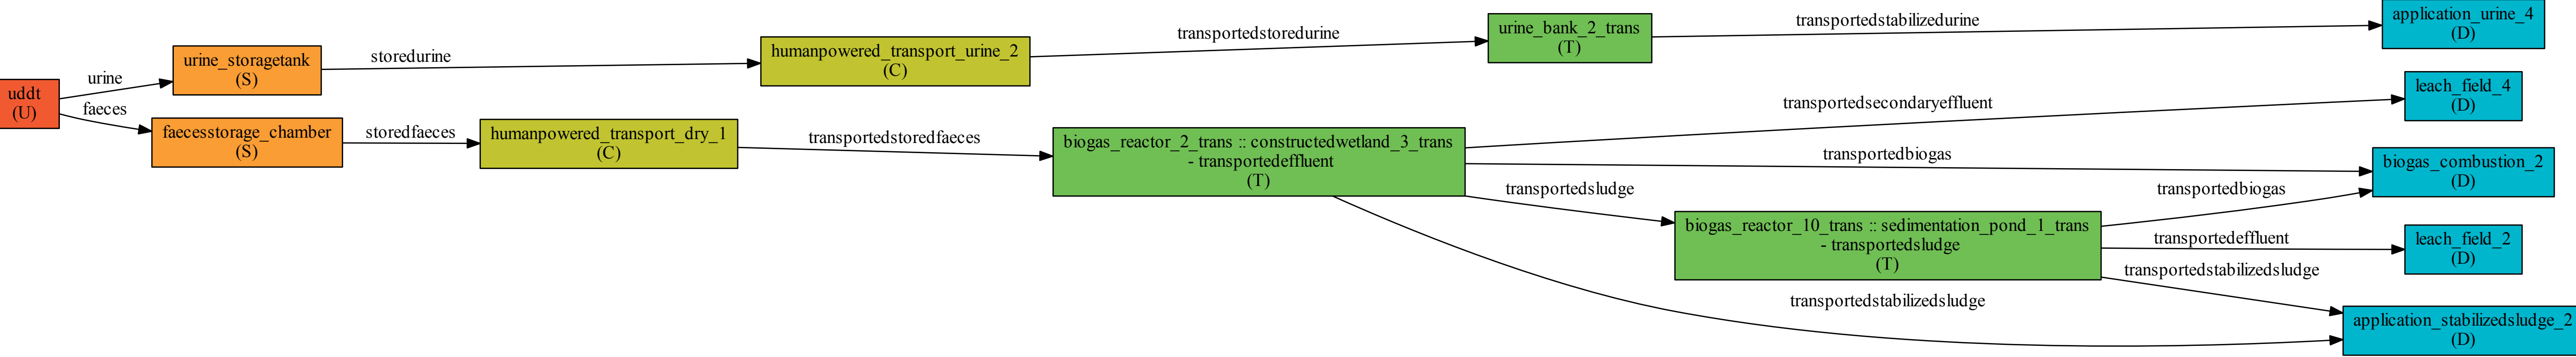 uddt
(U)
urine
faeces
urine_storagetank
(S)
faecesstorage_chamber
(S)
storedurine
storedfaeces
humanpowered_transport_urine_2
(C)
humanpowered_transport_dry_1
(C)
transportedstoredurine
transportedstoredfaeces
urine_bank_2_trans
(T)
biogas_reactor_2_trans :: constructedwetland_3_trans
- transportedeffluent
(T)
transportedstabilizedurine
transportedsecondaryeffluent
transportedbiogas
transportedsludge
biogas_reactor_10_trans :: sedimentation_pond_1_trans
- transportedsludge
(T)
transportedbiogas
transportedeffluent
transportedstabilizedsludge
transportedstabilizedsludge
application_urine_4
(D)
leach_field_4
(D)
biogas_combustion_2
(D)
leach_field_2
(D)
application_stabilizedsludge_2
(D)